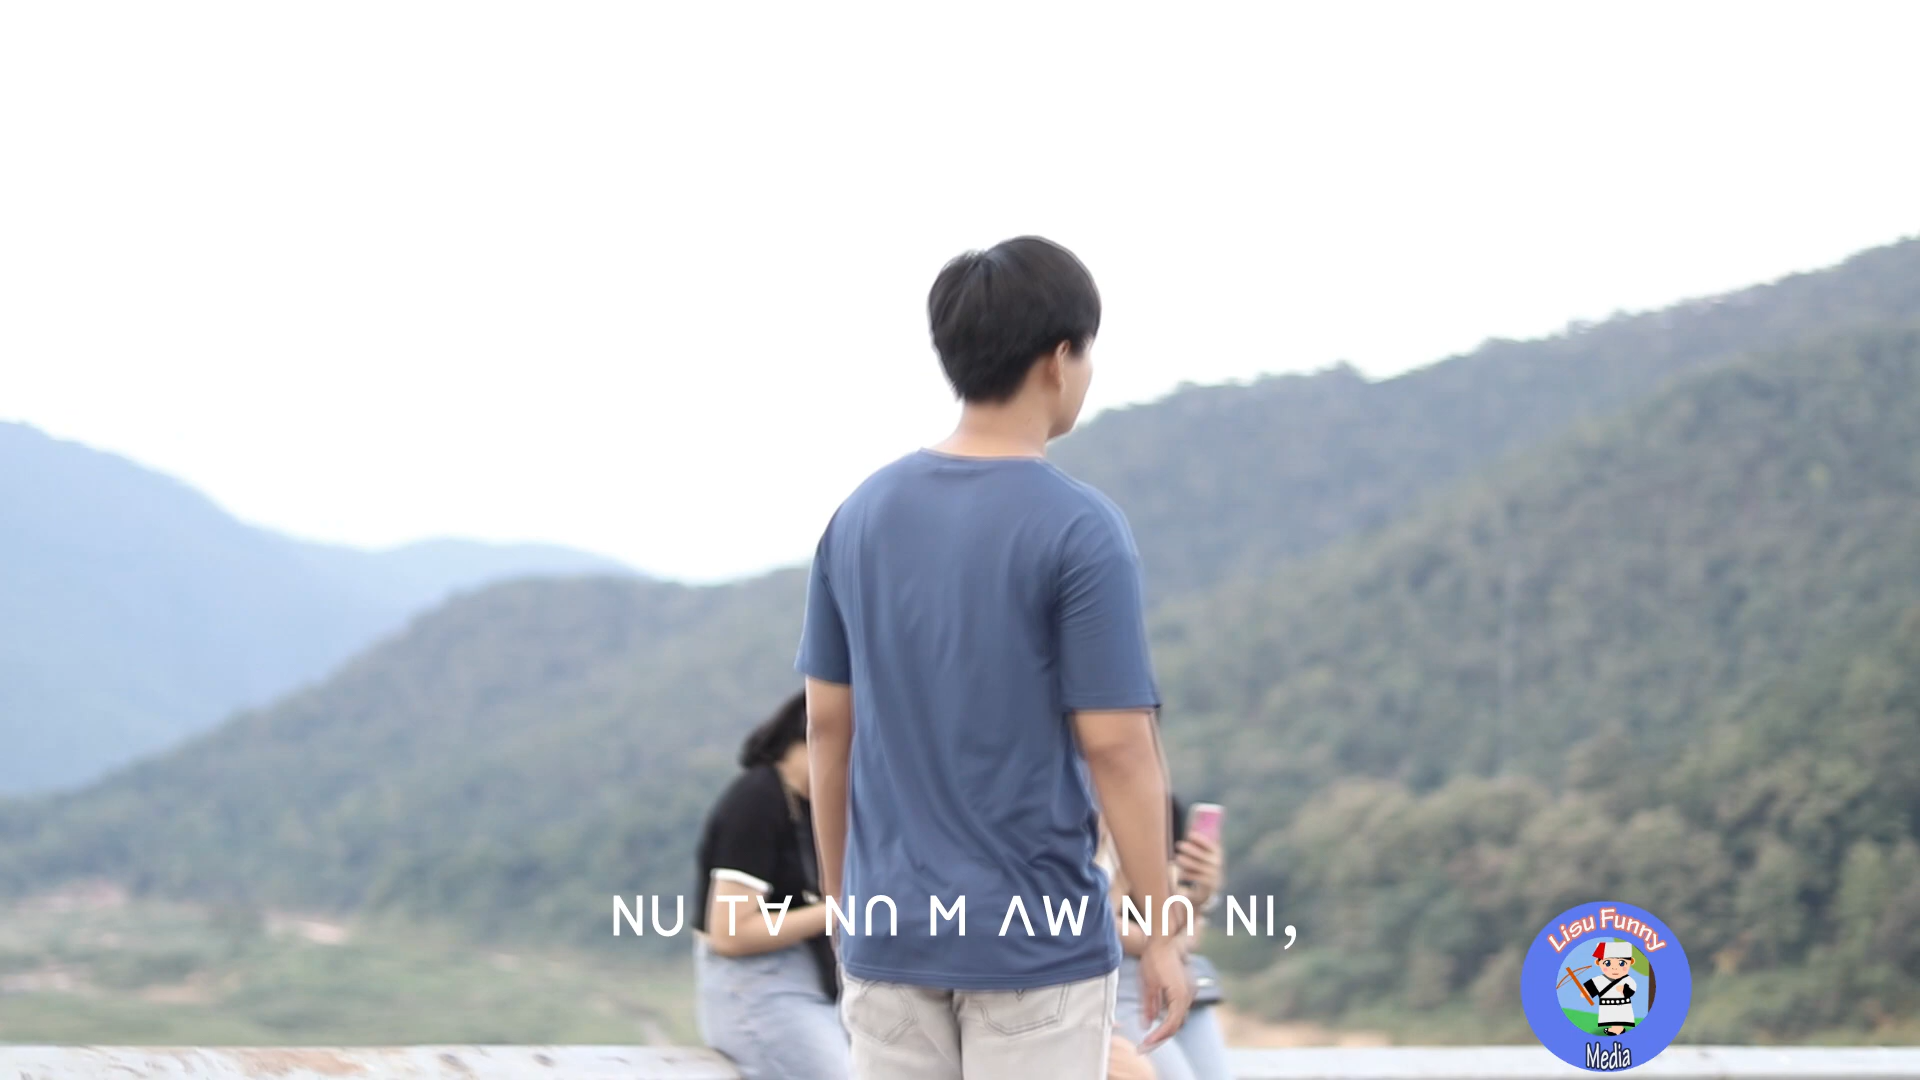 ꓠꓴ ꓔꓯ ꓠꓵ ꓟ ꓥꓪ ꓠꓵ ꓠꓲ,
Lisu Funny
Media